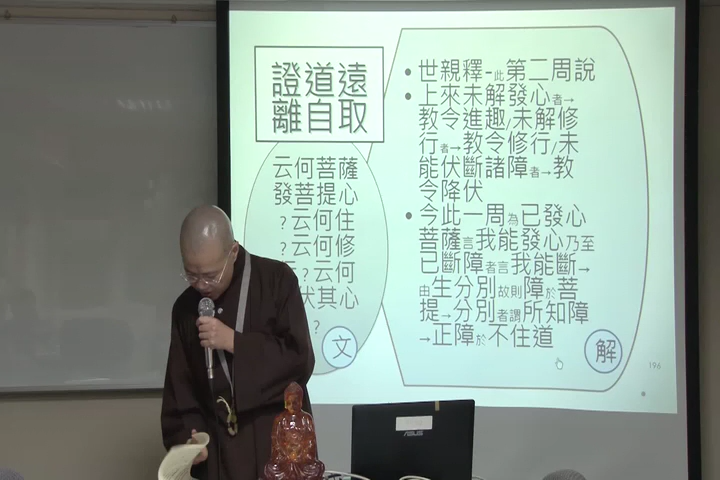 證道遠
離自取
云何菩薩
發菩提心
?云何住
?云何修
?云何
伏其心
?
文
•世親釋-此第二周說
•上來未解發心者→
教令進趣/未解修
行者→教令修行/未
能伏斷諸障者→教
令降伏
•今此一周為已發心
菩薩言我能發心乃至
已斷障者言我能斷→
由生分別故則障於菩
提→分別者謂所知障
→正障於不住道
解
196
ASUS